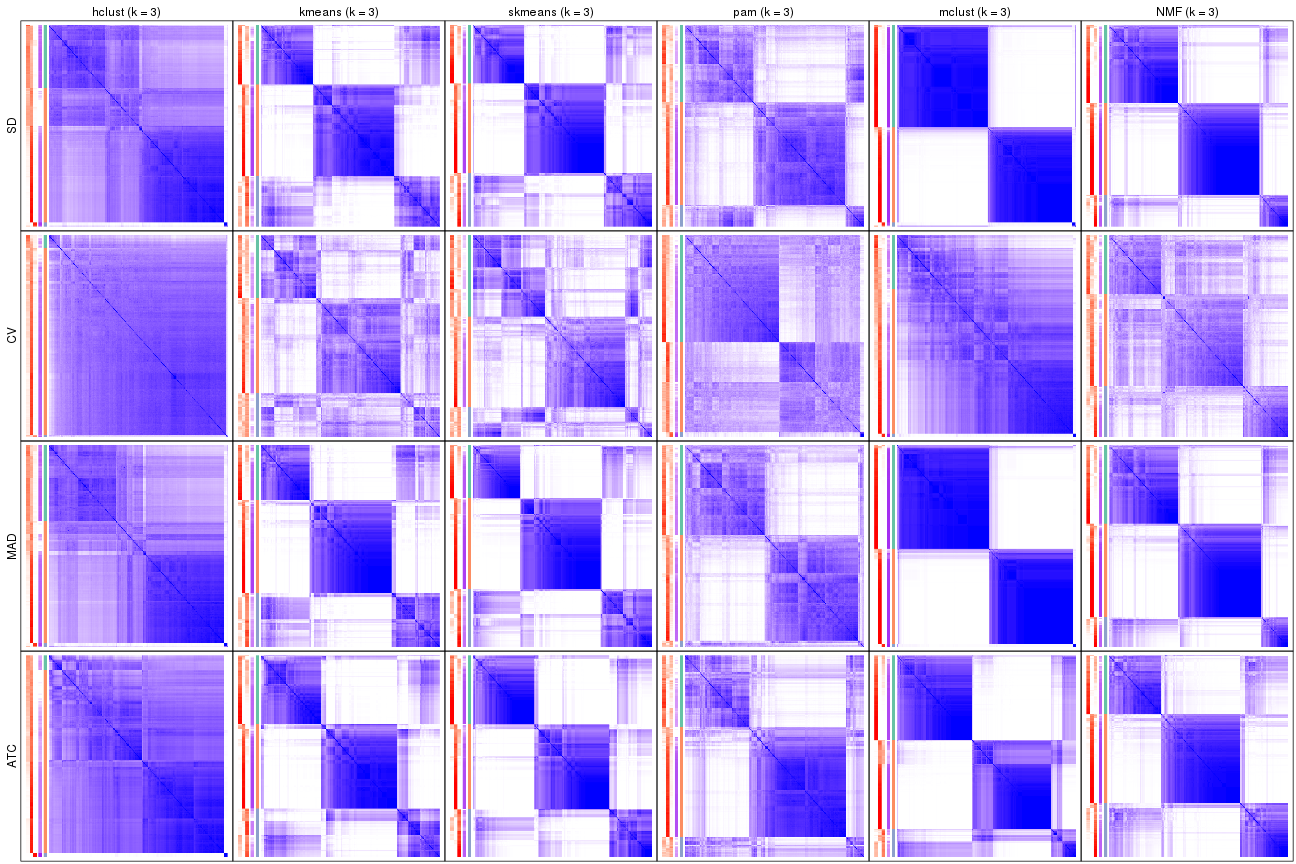 hclust (k = 3) kmeans (k = 3) skmeans (k = 3) pam (k = 3) mclust (k = 3) NMF (k = 3)
SD
CV
MAD
ATC